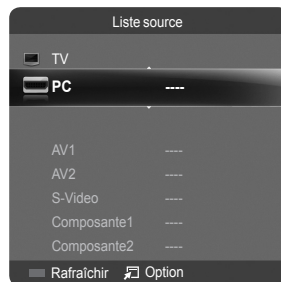 Liste source
TV
PC ----
AV1 ----
AV2 ----
S-Video ----
Composante1 ----
Composante2 ----
Rafraîchir Option